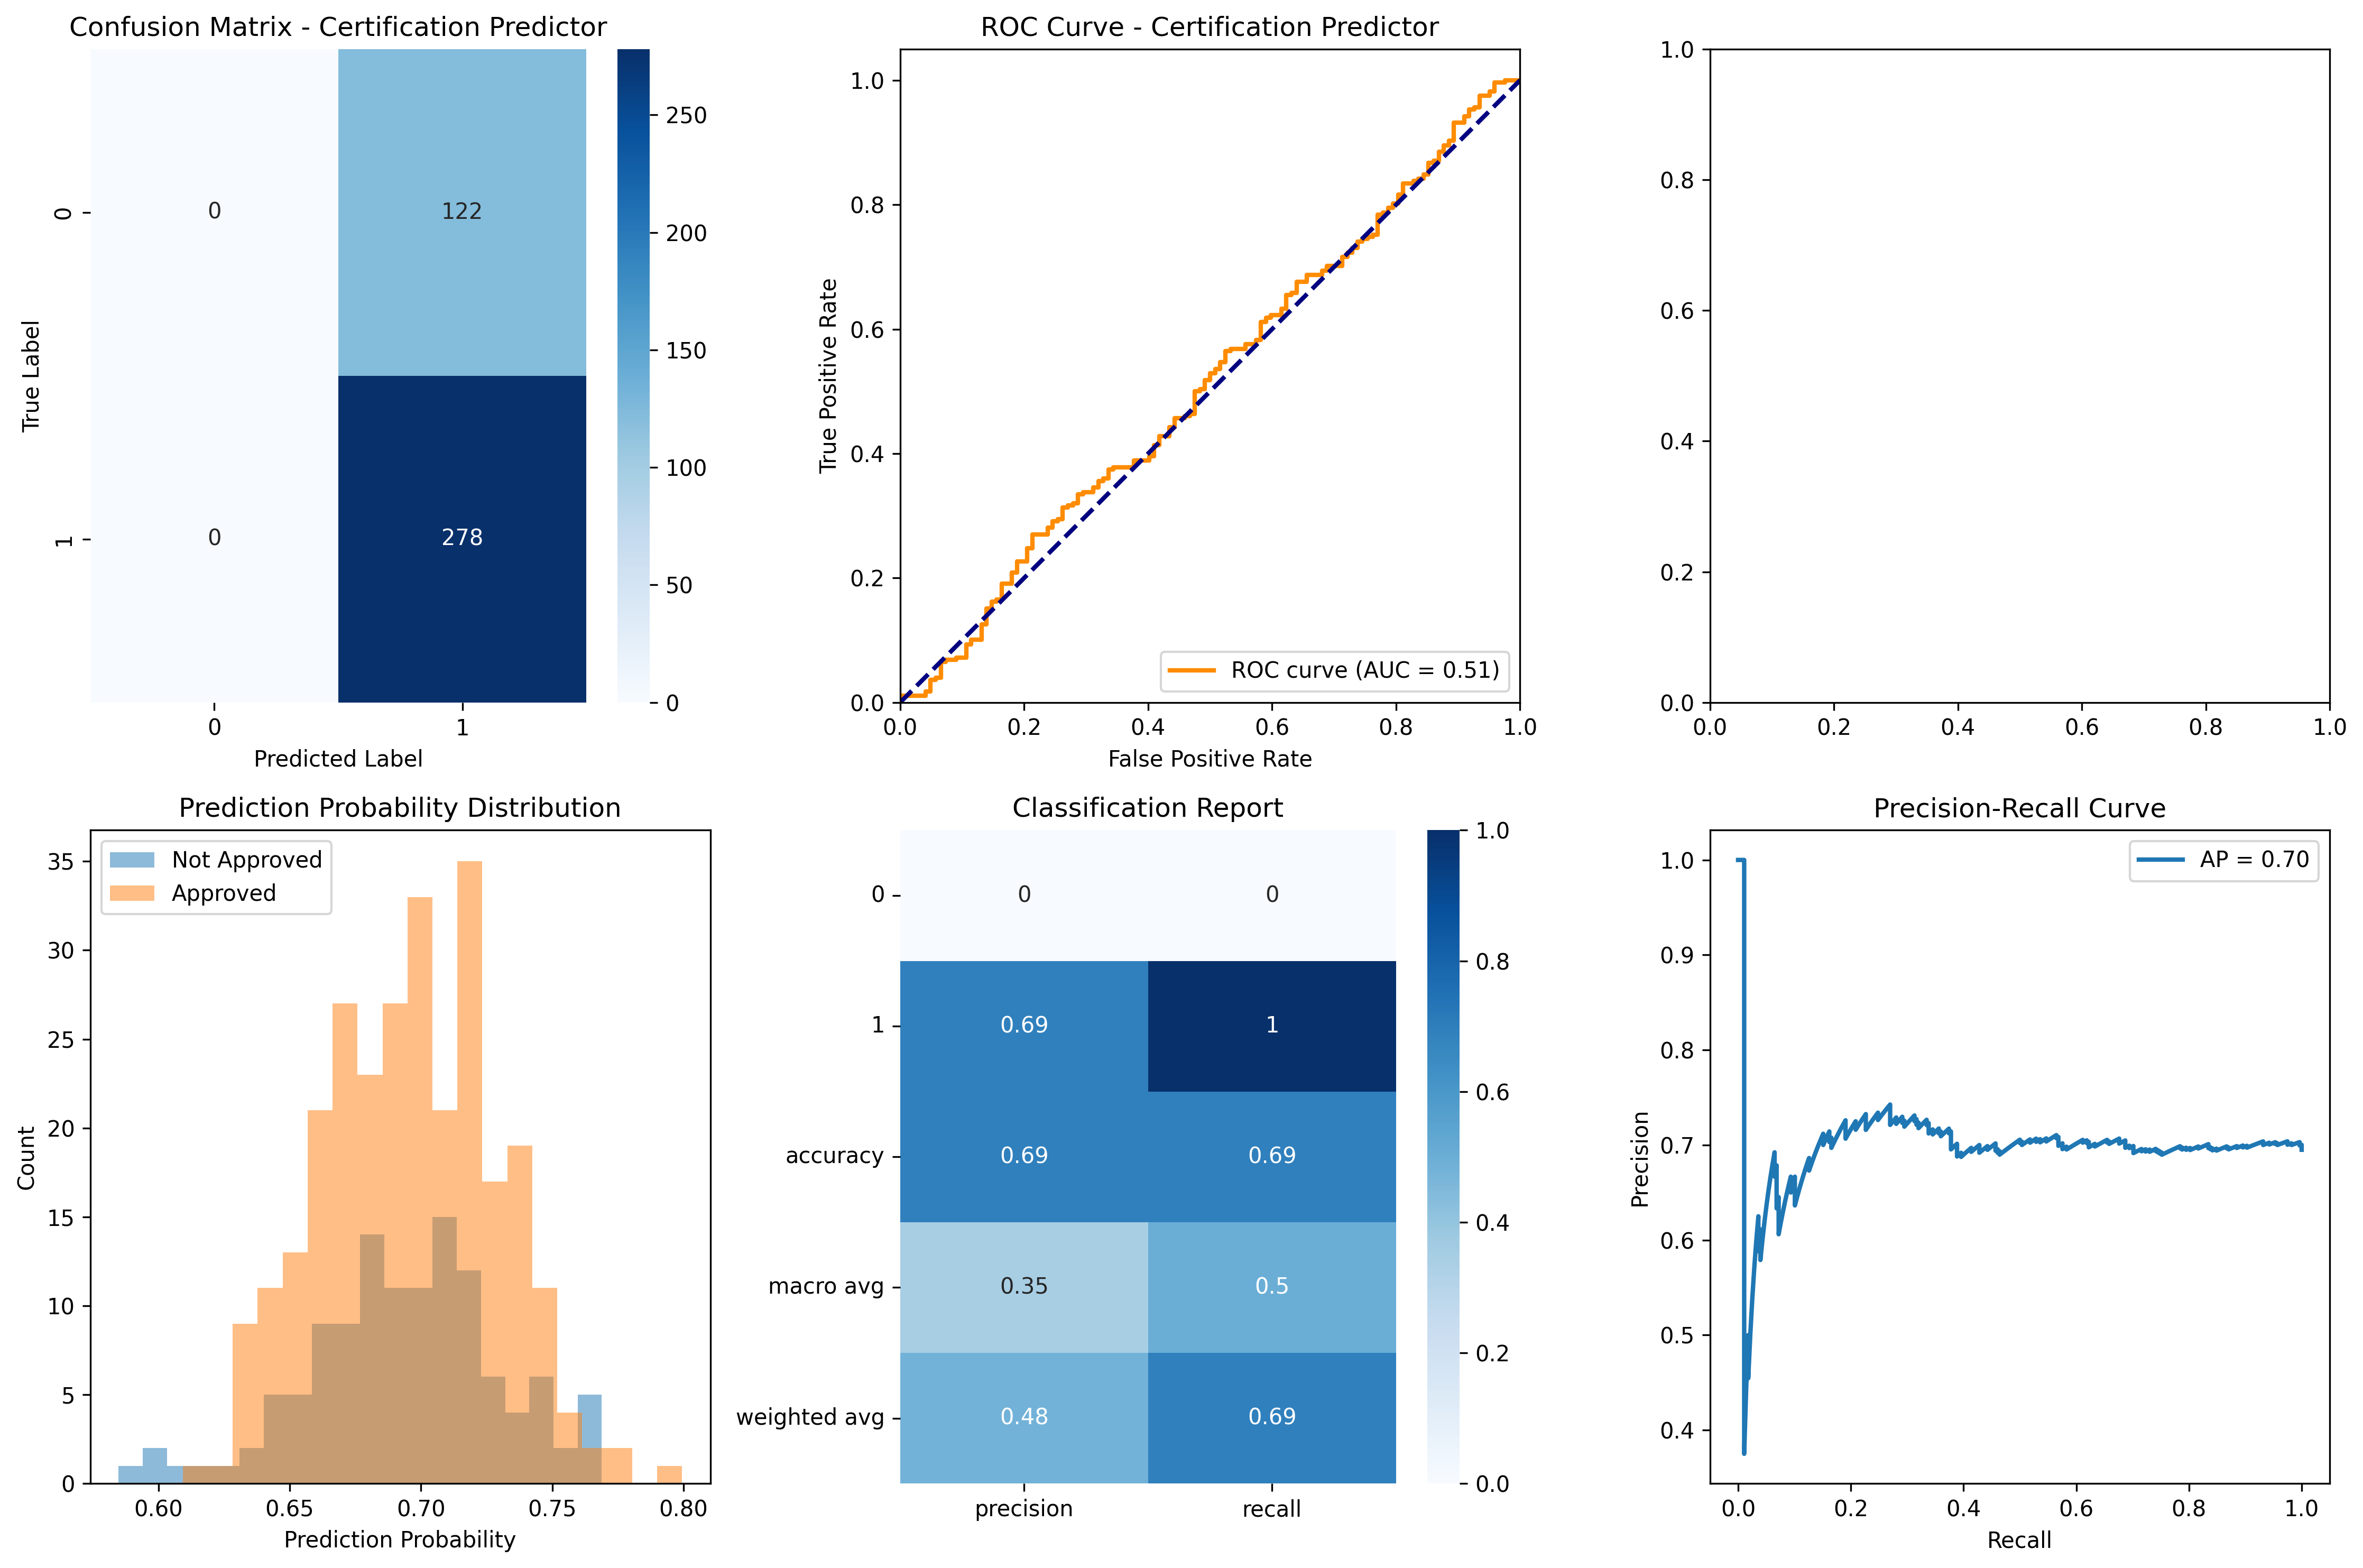 Confusion Matrix - Certification Predictor
0
122
0
278
0
1
True Label
0
1
Predicted Label
250
200
150
100
50
0
ROC Curve - Certification Predictor
1.0
0.8
0.6
0.4
0.2
0.0
True Positive Rate
ROC curve (AUC = 0.51)
0.0 0.2 0.4 0.6 0.8 1.0
False Positive Rate
1.0
0.8
0.6
0.4
0.2
0.0
0.0 0.2 0.4 0.6 0.8 1.0
Prediction Probability Distribution
Not Approved
Approved
35
30
25
20
15
10
5
0
Count
0.60 0.65 0.70 0.75 0.80
Prediction Probability
Classification Report
0 0 0
1 0.69 1
accuracy 0.69 0.69
macro avg 0.35 0.5
weighted avg 0.48 0.69
precision recall
1.0
0.8
0.6
0.4
0.2
0.0
Precision-Recall Curve
AP = 0.70
1.0
0.9
0.8
0.7
0.6
0.5
0.4
Precision
0.0 0.2 0.4 0.6 0.8 1.0
Recall